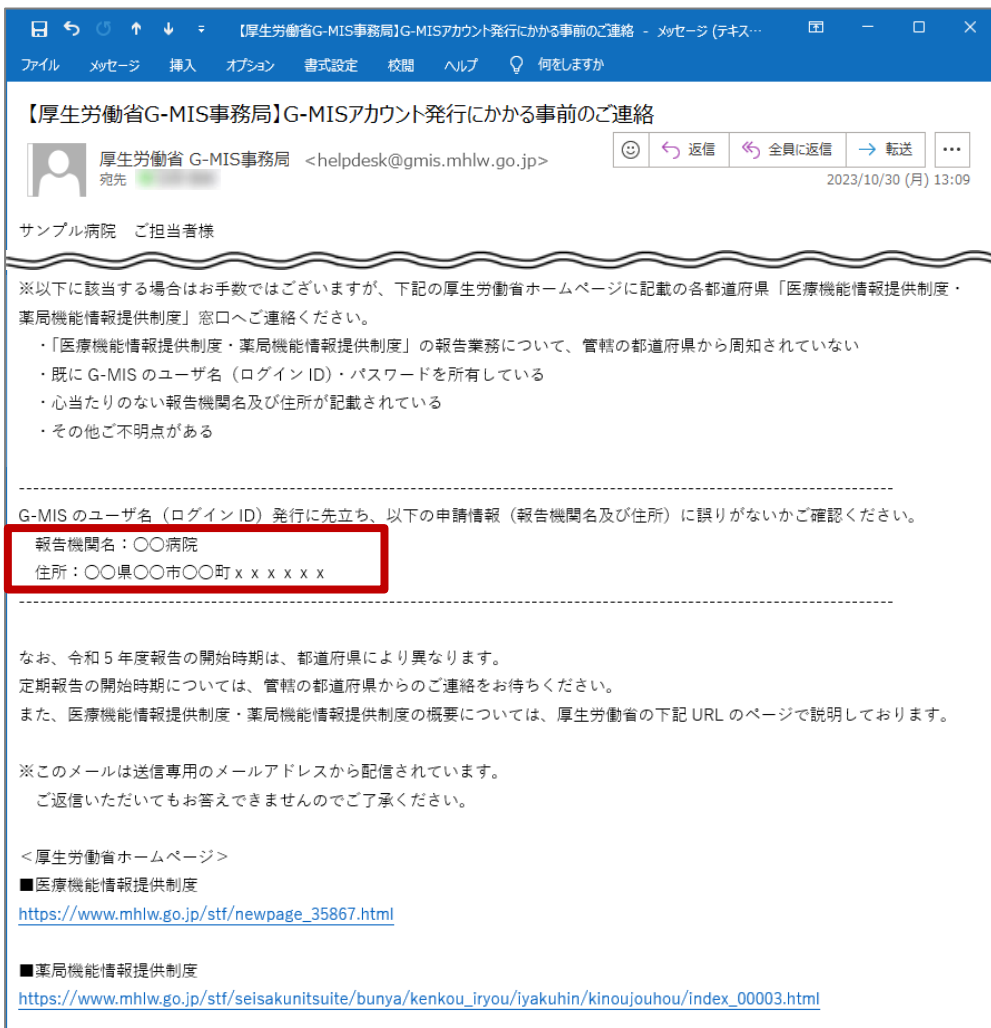 【厚生労働省G-MIS事務局】G-MISアカウント発行にかかる事前のご連絡 - メッセージ (テキス…
ファイル メッセージ 挿入 オプション 書式設定 校閲 ヘルプ 何をしますか
【厚生労働省G-MIS事務局】G-MISアカウント発行にかかる事前のご連絡
厚生労働省 G-MIS事務局 <helpdesk@gmis.mhlw.go.jp>
返信 全員に返信 転送 …
宛先
2023/10/30 (月) 13:09
サンプル病院 ご担当者様
※以下に該当する場合はお手数ではございますが、下記の厚生労働省ホームページに記載の各都道府県「医療機能情報提供制度・
薬局機能情報提供制度」窓口へご連絡ください。
・「医療機能情報提供制度・薬局機能情報提供制度」の報告業務について、管轄の都道府県から周知されていない
・既に G-MIS のユーザ名（ログイン ID）・パスワードを所有している
・心当たりのない報告機関名及び住所が記載されている
・その他ご不明点がある
--------------------------------------------------------------------------------------------------------------------------
G-MIS のユーザ名（ログイン ID）発行に先立ち、以下の申請情報（報告機関名及び住所）に誤りがないかご確認ください。
報告機関名：〇〇病院
住所：〇〇県〇〇市〇〇町ｘｘｘｘｘｘ
--------------------------------------------------------------------------------------------------------------------------
なお、令和５年度報告の開始時期は、都道府県により異なります。
定期報告の開始時期については、管轄の都道府県からのご連絡をお待ちください。
また、医療機能情報提供制度・薬局機能情報提供制度の概要については、厚生労働省の下記 URL のページで説明しております。
※このメールは送信専用のメールアドレスから配信されています。
ご返信いただいてもお答えできませんのでご了承ください。
＜厚生労働省ホームページ＞
■医療機能情報提供制度
https://www.mhlw.go.jp/stf/newpage_35867.html
■薬局機能情報提供制度
https://www.mhlw.go.jp/stf/seisakunitsuite/bunya/kenkou_iryou/iyakuhin/kinoujouhou/index_00003.html